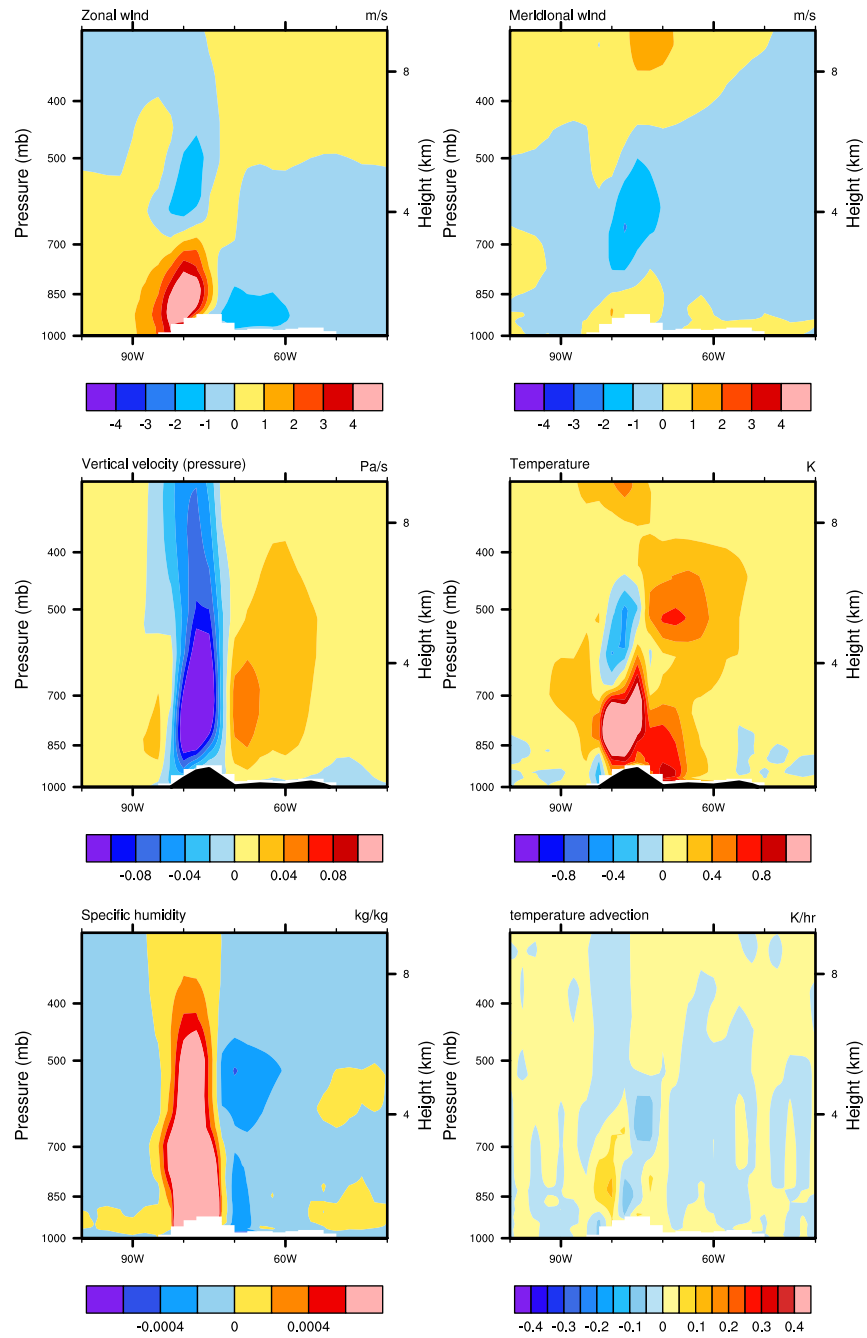 Zonal wind m/s
Pressure (mb)
400
500
700
850
1000
8
4
Height (km)
90W 60W
-4 -3 -2 -1 0 1 2 3 4
Meridional wind m/s
Pressure (mb)
400
500
700
850
1000
8
4
Height (km)
90W 60W
-4 -3 -2 -1 0 1 2 3 4
Vertical velocity (pressure) Pa/s
Pressure (mb)
400
500
700
850
1000
8
4
Height (km)
90W 60W
-0.08 -0.04 0 0.04 0.08
Temperature K
Pressure (mb)
400
500
700
850
1000
8
4
Height (km)
90W 60W
-0.8 -0.4 0 0.4 0.8
Specific humidity kg/kg
Pressure (mb)
400
500
700
850
1000
8
4
Height (km)
90W 60W
-0.0004 0 0.0004
temperature advection K/hr
Pressure (mb)
400
500
700
850
1000
8
4
Height (km)
90W 60W
-0.4 -0.3 -0.2 -0.1 0 0.1 0.2 0.3 0.4